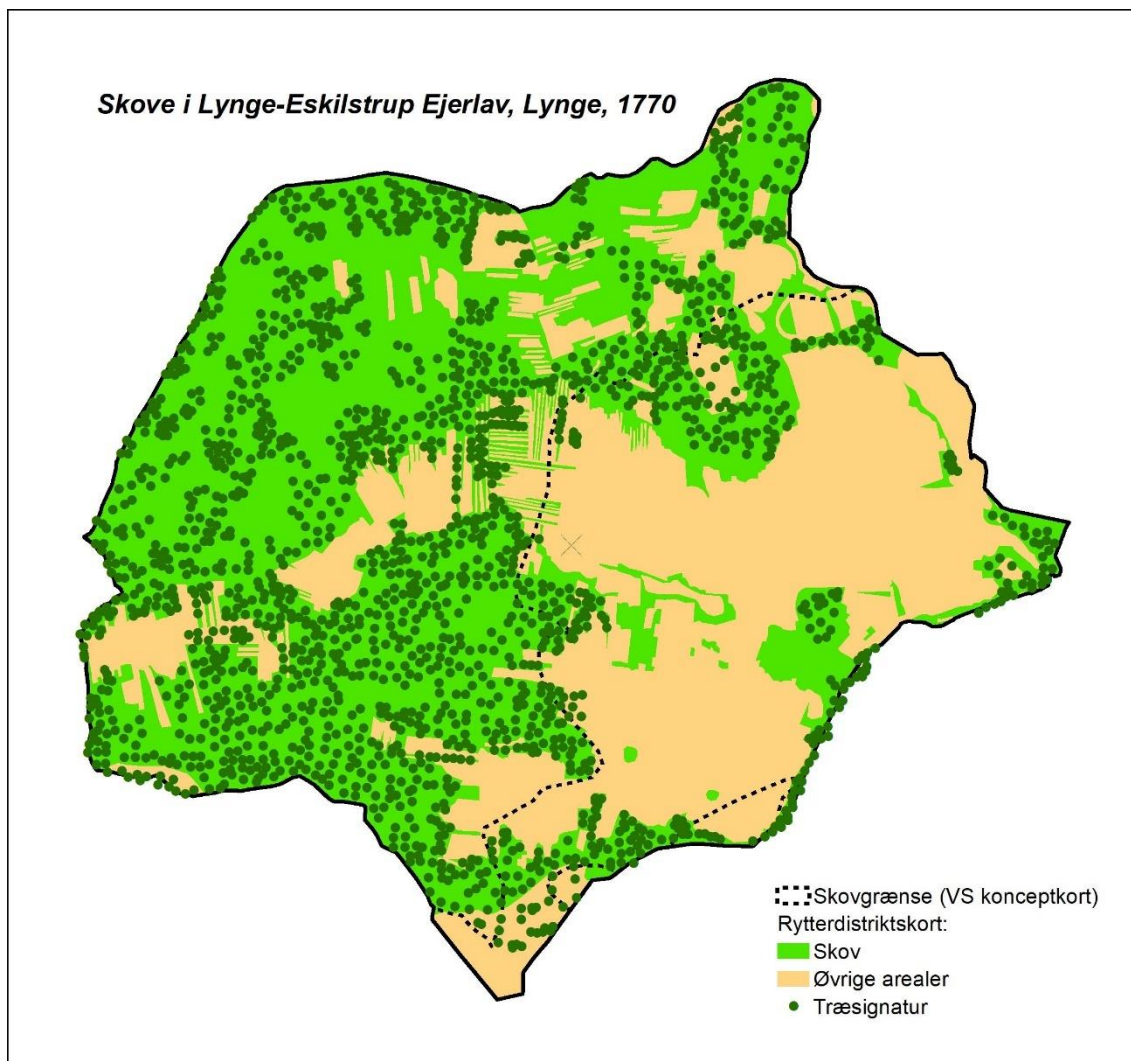 Skove i Lynge-Eskilstrup Ejerlav, Lynge, 1770
Skovgrænse (VS konceptkort)
Rytterdistriktskort:
Skov
Øvrige arealer
Træsignatur